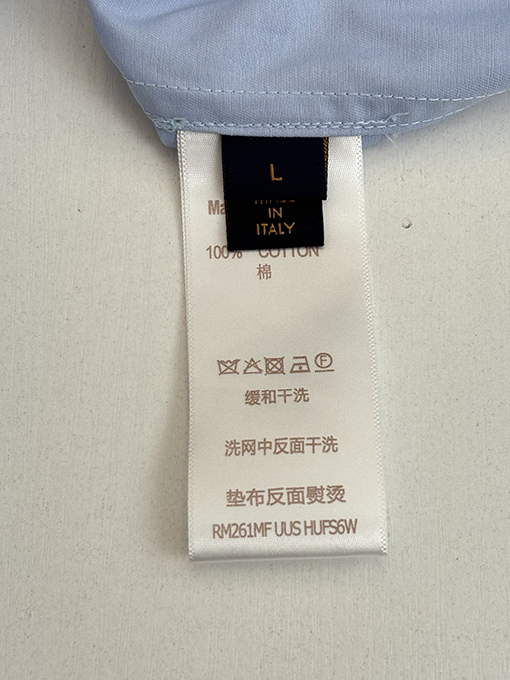 L
IN
ITALY
100% COTTON
棉
F
缓和干洗
洗网中反面干洗
垫布反面熨烫
RM261MF UUS HUFS6W